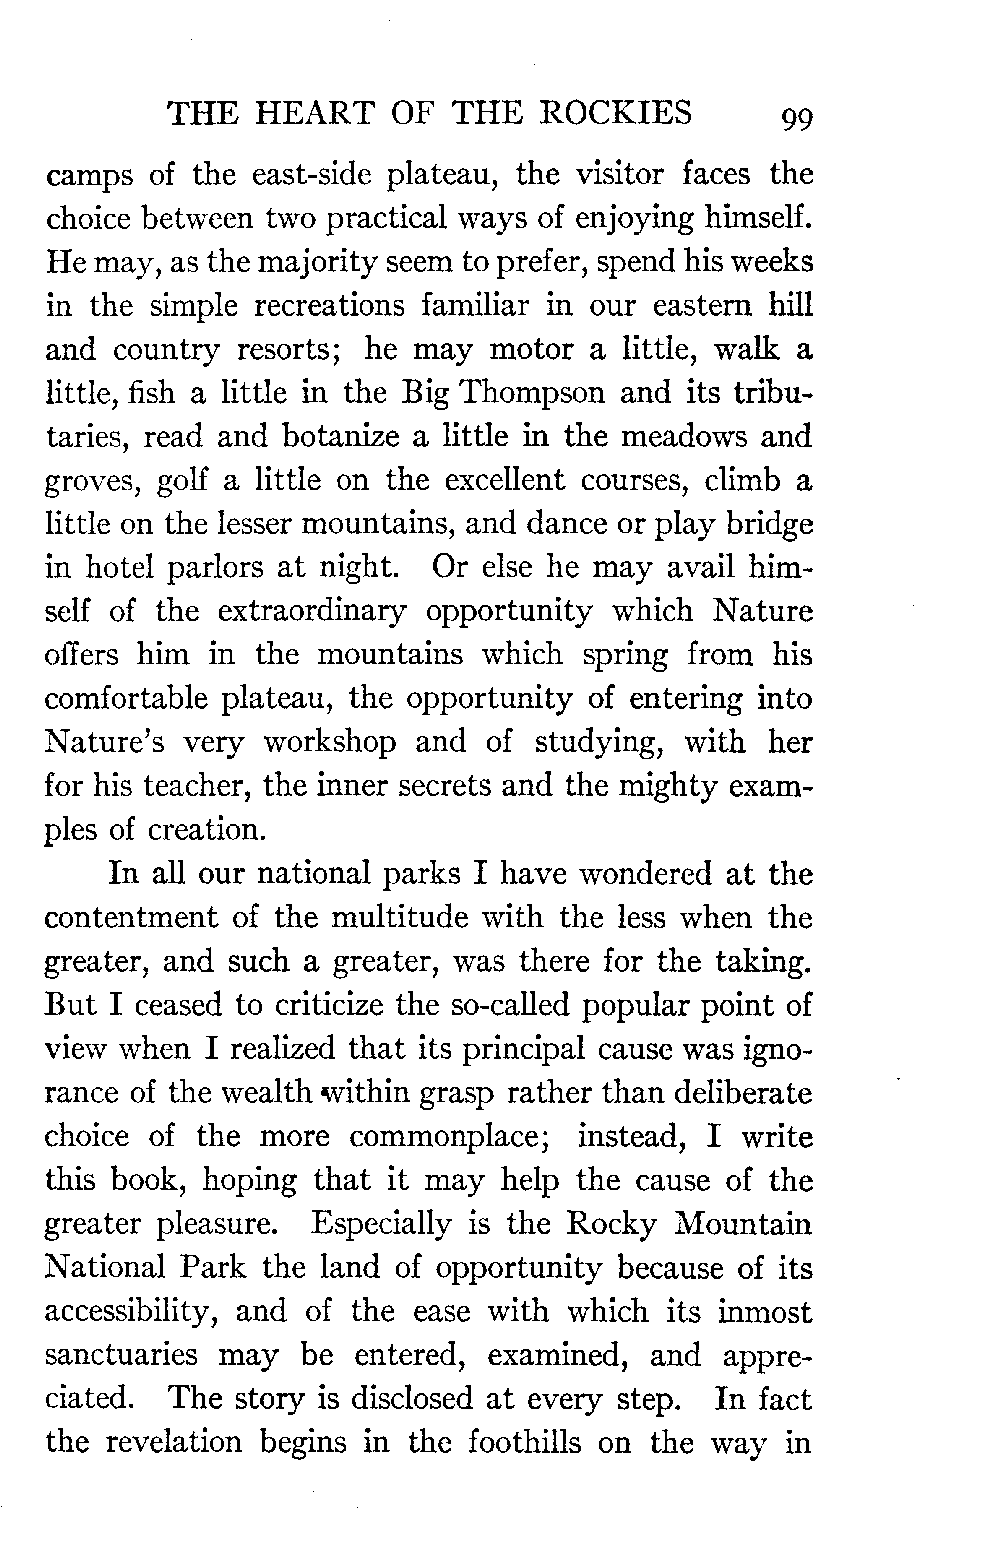 THE HEART OF THE ROCKIES 99
camps of the east-side plateau, the visitor faces the
choice between two practical ways of enjoying himself.
He may, as the majority seem to prefer, spend his weeks
in the simple recreations familiar in our eastern hill
and country resorts; he may motor a little, walk a
little, fish a little in the Big Thompson and its tribu-
taries, read and botanize a little in the meadows and
groves, golf a little on the excellent courses, climb a
little on the lesser mountains, and dance or play bridge
in hotel parlors at night. Or else he may avail him-
self of the extraordinary opportunity which Nature
offers him in the mountains which spring from his
comfortable plateau, the opportunity of entering into
Nature's very workshop and of studying, with her
for his teacher, the inner secrets and the mighty exam-
ples of creation.
In all our national parks I have wondered at the
contentment of the multitude with the less when the
greater, and such a greater, was there for the taking.
But I ceased to criticize the so-called popular point of
view when I realized that its principal cause was igno-
rance of the wealth within grasp rather than deliberate
choice of the more commonplace; instead, I write
this book, hoping that it may help the cause of the
greater pleasure. Especially is the Rocky Mountain
National Park the land of opportunity because of its
accessibility, and of the ease with which its inmost
sanctuaries may be entered, examined, and appre-
ciated. The story is disclosed at every step. In fact
the revelation begins in the foothills on the way in